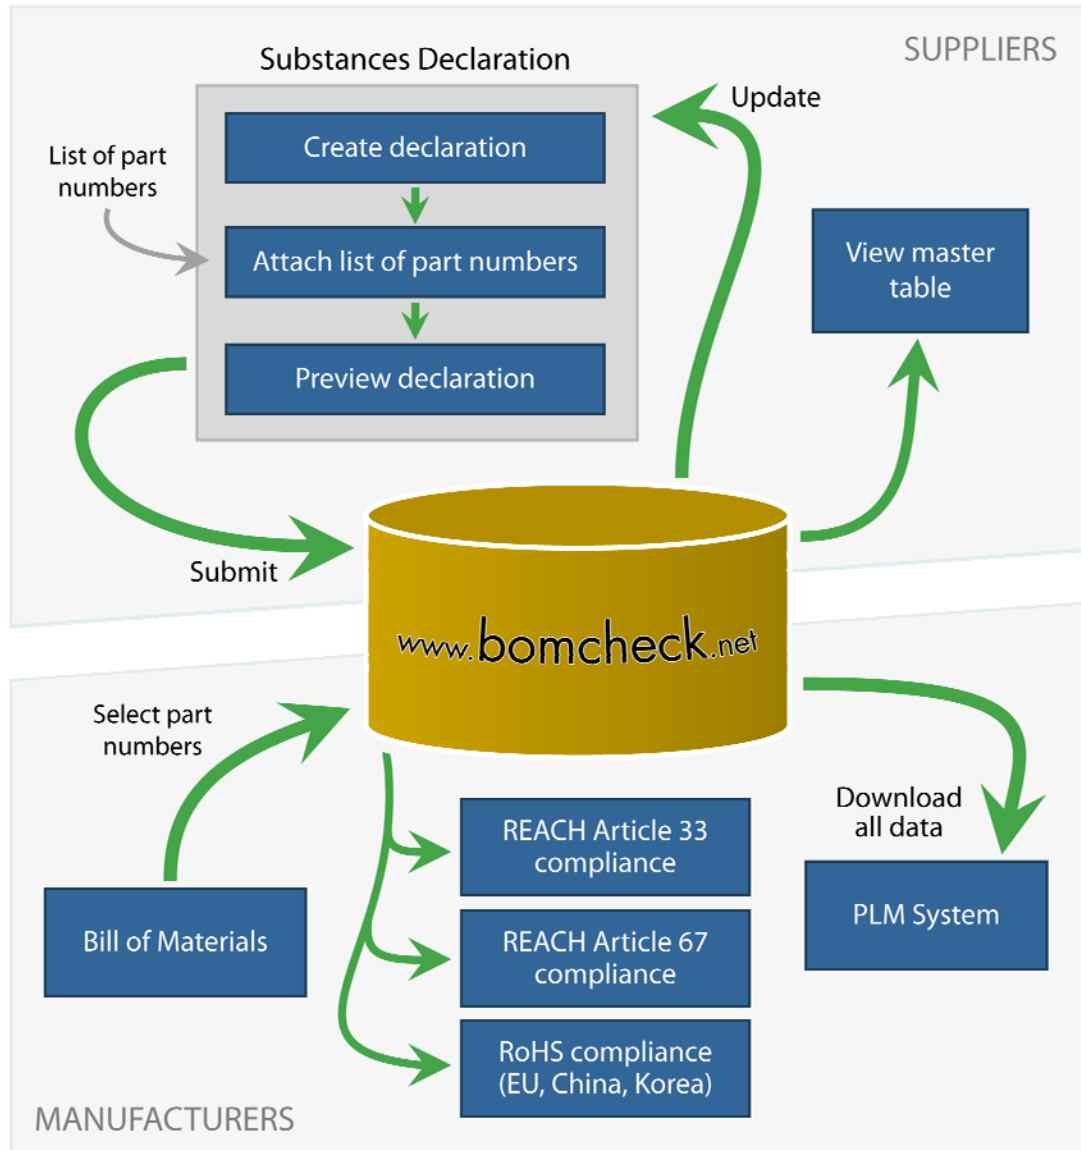 SUPPLIERS
Substances Declaration
Update
Create declaration
List of part
numbers
Attach list of part numbers
View master
table
Preview declaration
Submit
www.bomcheck.net
Select part
numbers
Download
all data
REACH Article 33
compliance
Bill of Materials
PLM System
REACH Article 67
compliance
RoHS compliance
(EU, China, Korea)
MANUFACTURERS